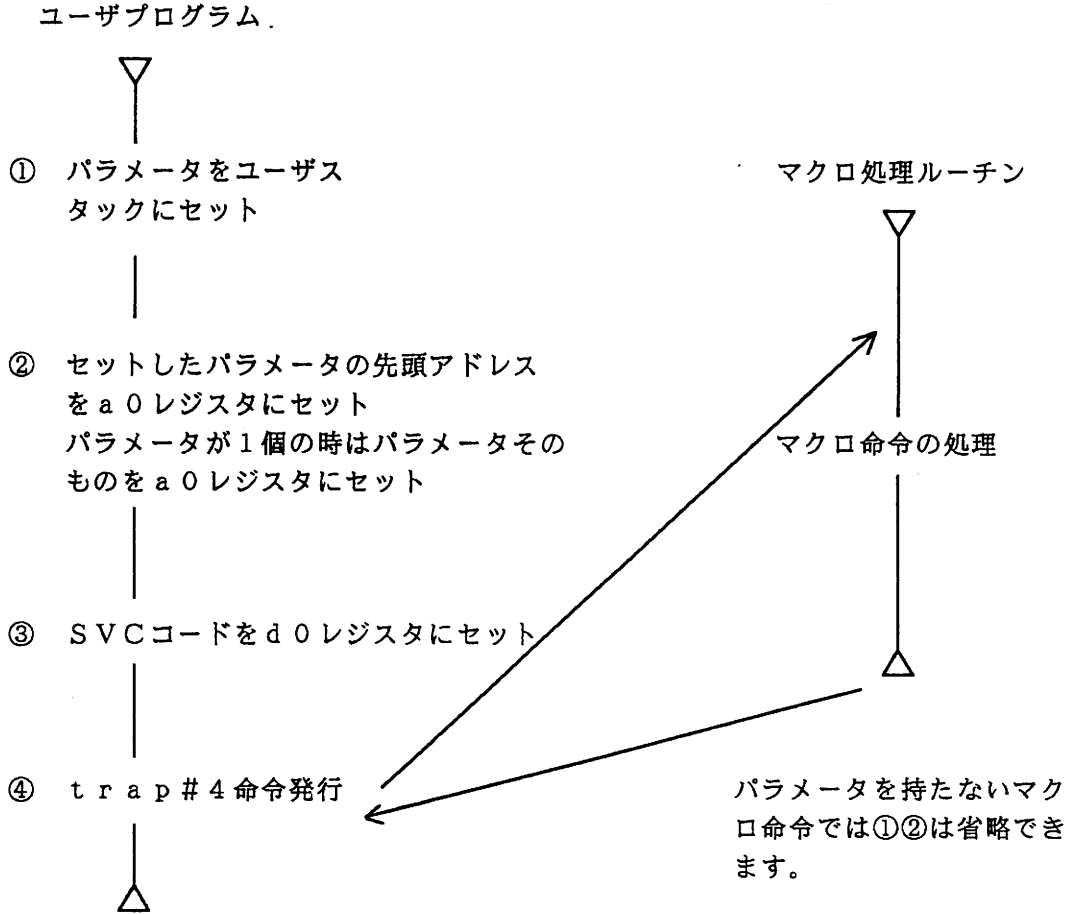 ユーザプログラム.
① パラメータをユーザス
タックにセット
② セットしたパラメータの先頭アドレス
をa0レジスタにセット
パラメータが1個の時はパラメータその
ものをa0レジスタにセット
③ SVCコードをd0レジスタにセット
④ trap#4命令発行
マクロ処理ルーチン
マクロ命令の処理
パラメータを持たないマク
ロ命令では①②は省略でき
ます。